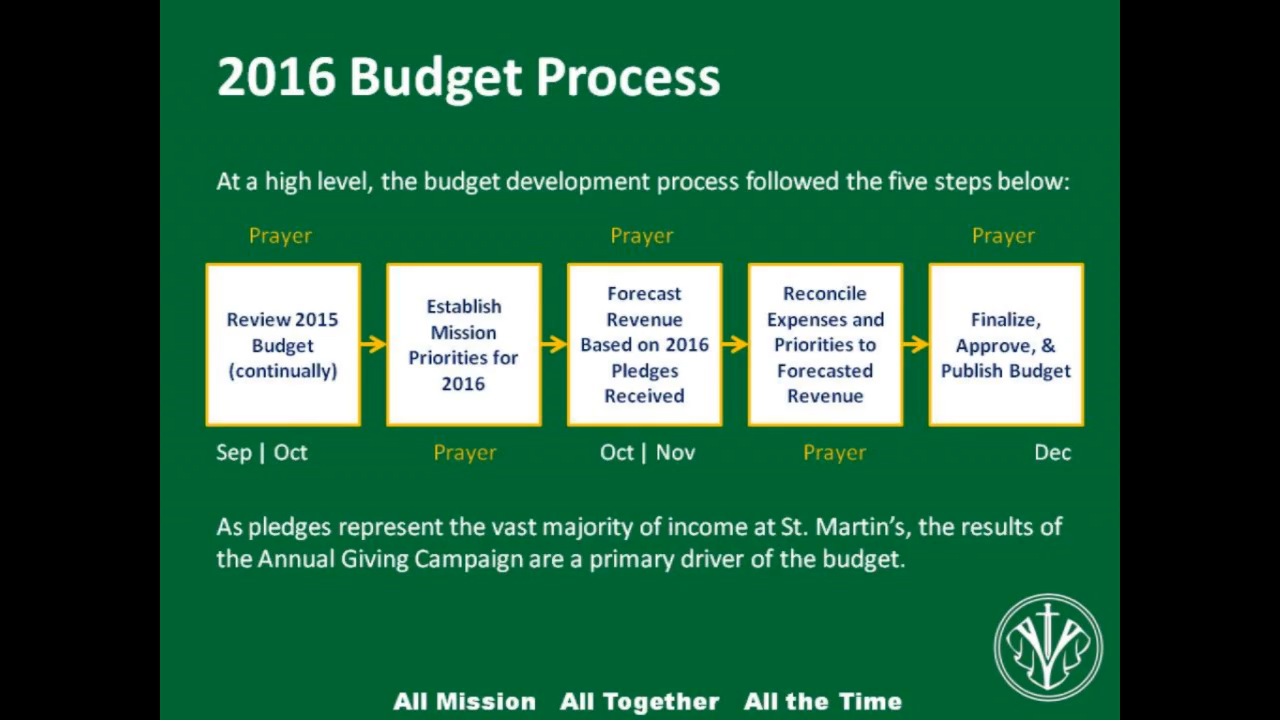 2016 Budget Process
At a high level, the budget development process followed the five steps below:
Prayer
Prayer
Prayer
Review 2015
Budget
(continually)
Establish
Mission
Priorities for
2016
Forecast
Revenue
Based on 2016
Pledges
Received
Reconcile
Expenses and
Priorities to
Forecasted
Revenue
Finalize,
Approve, &
Publish Budget
Sep | Oct
Prayer
Oct | Nov
Prayer
Dec
As pledges represent the vast majority of income at St. Martin's, the results of
the Annual Giving Campaign are a primary driver of the budget.
All Mission All Together All the Time